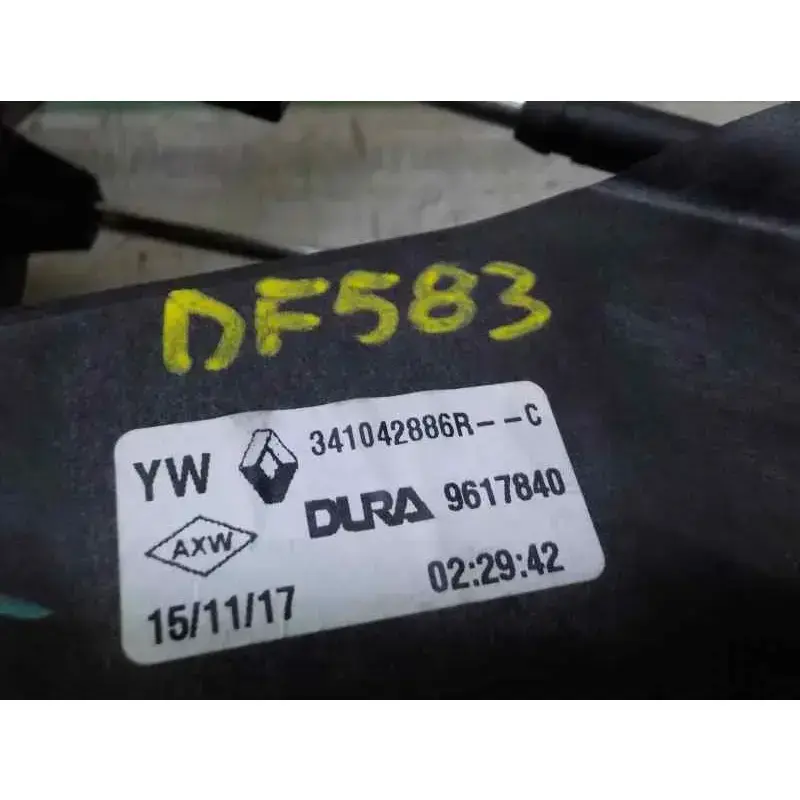 DF583
YW 341042886R--C
DURA 9617840
AXW
02:29:42
15/11/17